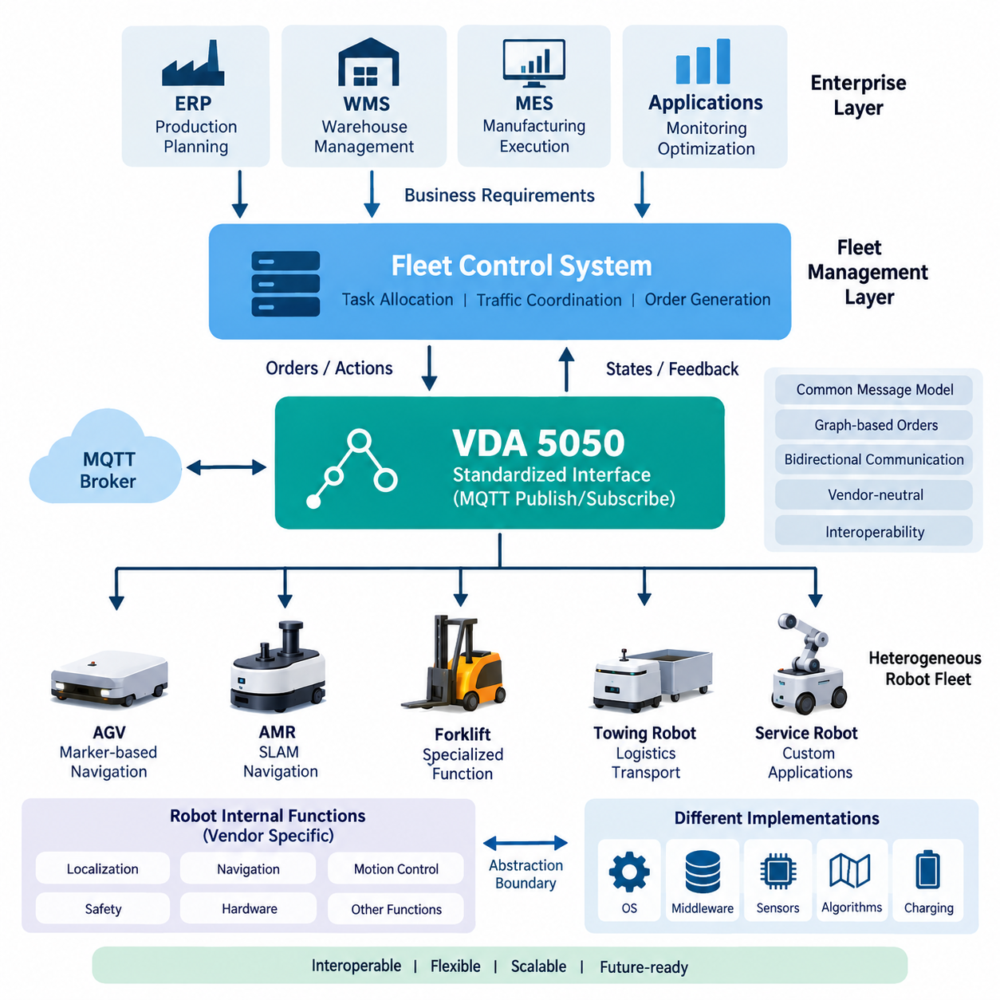 ERP
Production
Planning
WMS
Warehouse
Management
MES
Manufacturing
Execution
Applications
Monitoring
Optimization
Enterprise
Layer
Business Requirements
Fleet Control System
Task Allocation | Traffic Coordination | Order Generation
Fleet
Management
Layer
Orders / Actions
States / Feedback
MQTT
Broker
VDA 5050
Standardized Interface
(MQTT Publish/Subscribe)
Common Message Model
Graph-based Orders
Bidirectional Communication
Vendor-neutral
Interoperability
AGV
Marker-based
Navigation
AMR
SLAM
Navigation
Forklift
Specialized
Function
Towing Robot
Logistics
Transport
Service Robot
Custom
Applications
Heterogeneous
Robot Fleet
Robot Internal Functions
(Vendor Specific)
Localization
Navigation
Motion Control
Safety
Hardware
Other Functions
Abstraction
Boundary
Different Implementations
OS
Middleware
Sensors
Algorithms
Charging
Interoperable | Flexible | Scalable | Future-ready